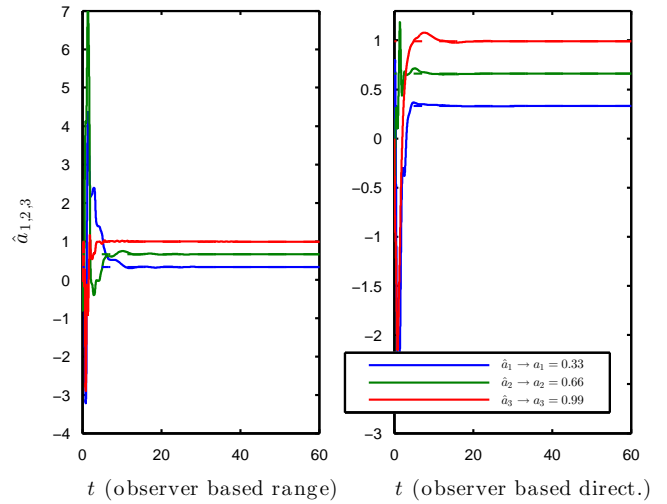 7
6
5
4
3
2
1
0
−1
−2
−3
−4
0 20 40 60
â₁,₂,₃
t (observer based range)
1
0.5
0
−0.5
−1
−1.5
−2
−3
0 20 40 60
t (observer based direct.)
â₁ → a₁ = 0.33
â₂ → a₂ = 0.66
â₃ → a₃ = 0.99